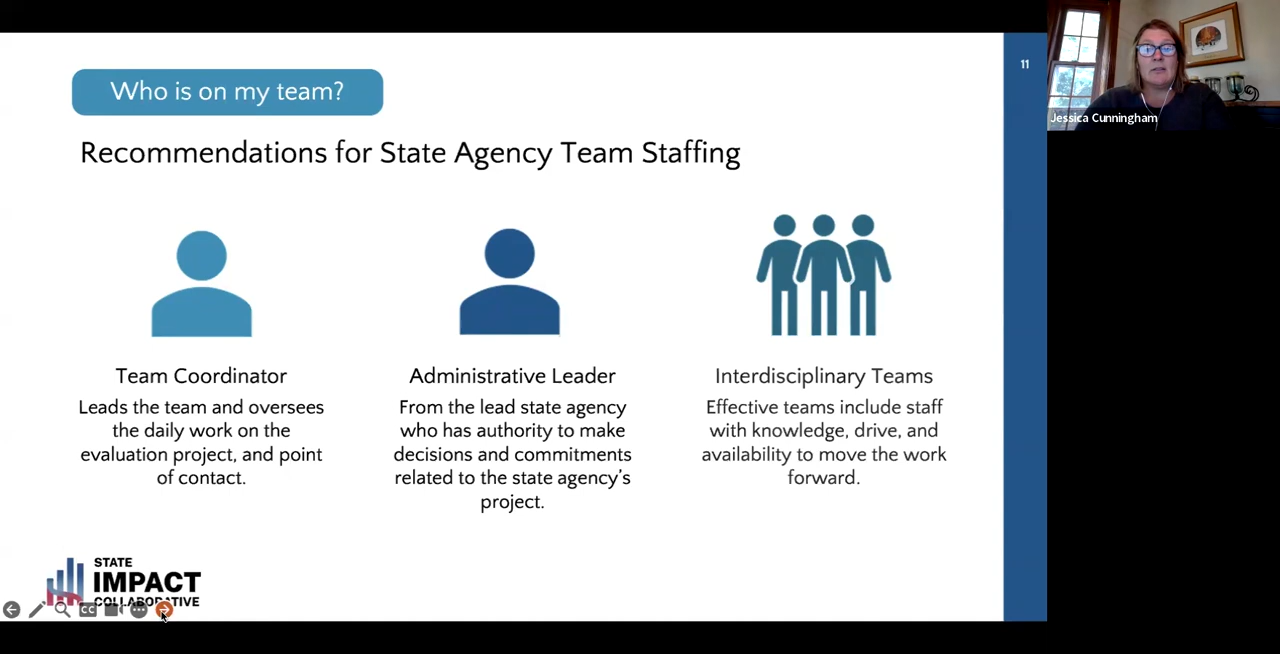 Who is on my team?
11
Jessica Cunningham
Recommendations for State Agency Team Staffing
Team Coordinator
Leads the team and oversees
the daily work on the
evaluation project, and point
of contact.
Administrative Leader
From the lead state agency
who has authority to make
decisions and commitments
related to the state agency's
project.
Interdisciplinary Teams
Effective teams include staff
with knowledge, drive, and
availability to move the work
forward.
STATE
IMPACT
COLLABORATIVE
CC